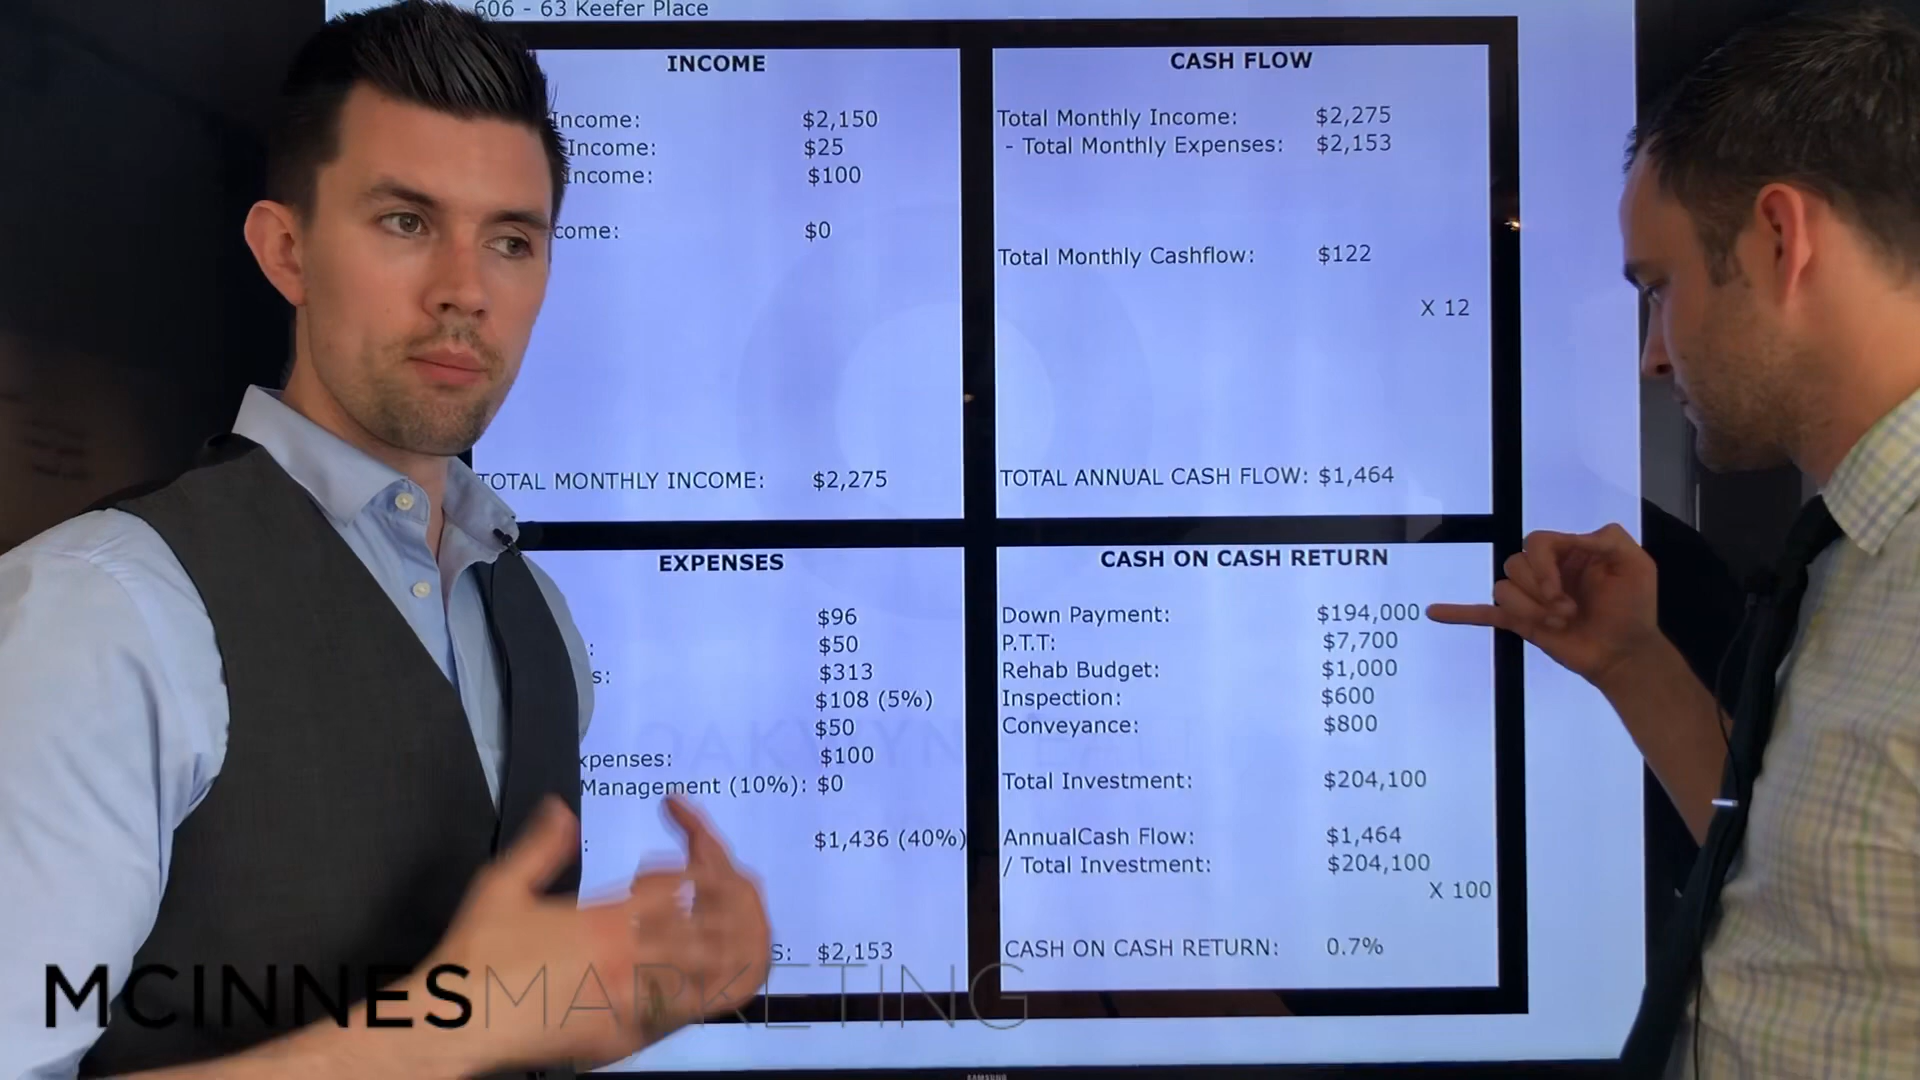 606 - 63 Keefer Place
INCOME
Income: $2,150
Income: $25
Income: $100
come: $0
TOTAL MONTHLY INCOME: $2,275
CASH FLOW
Total Monthly Income: $2,275
- Total Monthly Expenses: $2,153
Total Monthly Cashflow: $122
X 12
TOTAL ANNUAL CASH FLOW: $1,464
EXPENSES
$96
: $50
s: $313
$108 (5%)
$50
xpenses: $100
Management (10%): $0
: $1,436 (40%)
S: $2,153
CASH ON CASH RETURN
Down Payment: $194,000
P.T.T: $7,700
Rehab Budget: $1,000
Inspection: $600
Conveyance: $800
Total Investment: $204,100
AnnualCash Flow: $1,464
/ Total Investment: $204,100
X 100
CASH ON CASH RETURN: 0.7%
MCINNESMARKETING
SAMSUNG